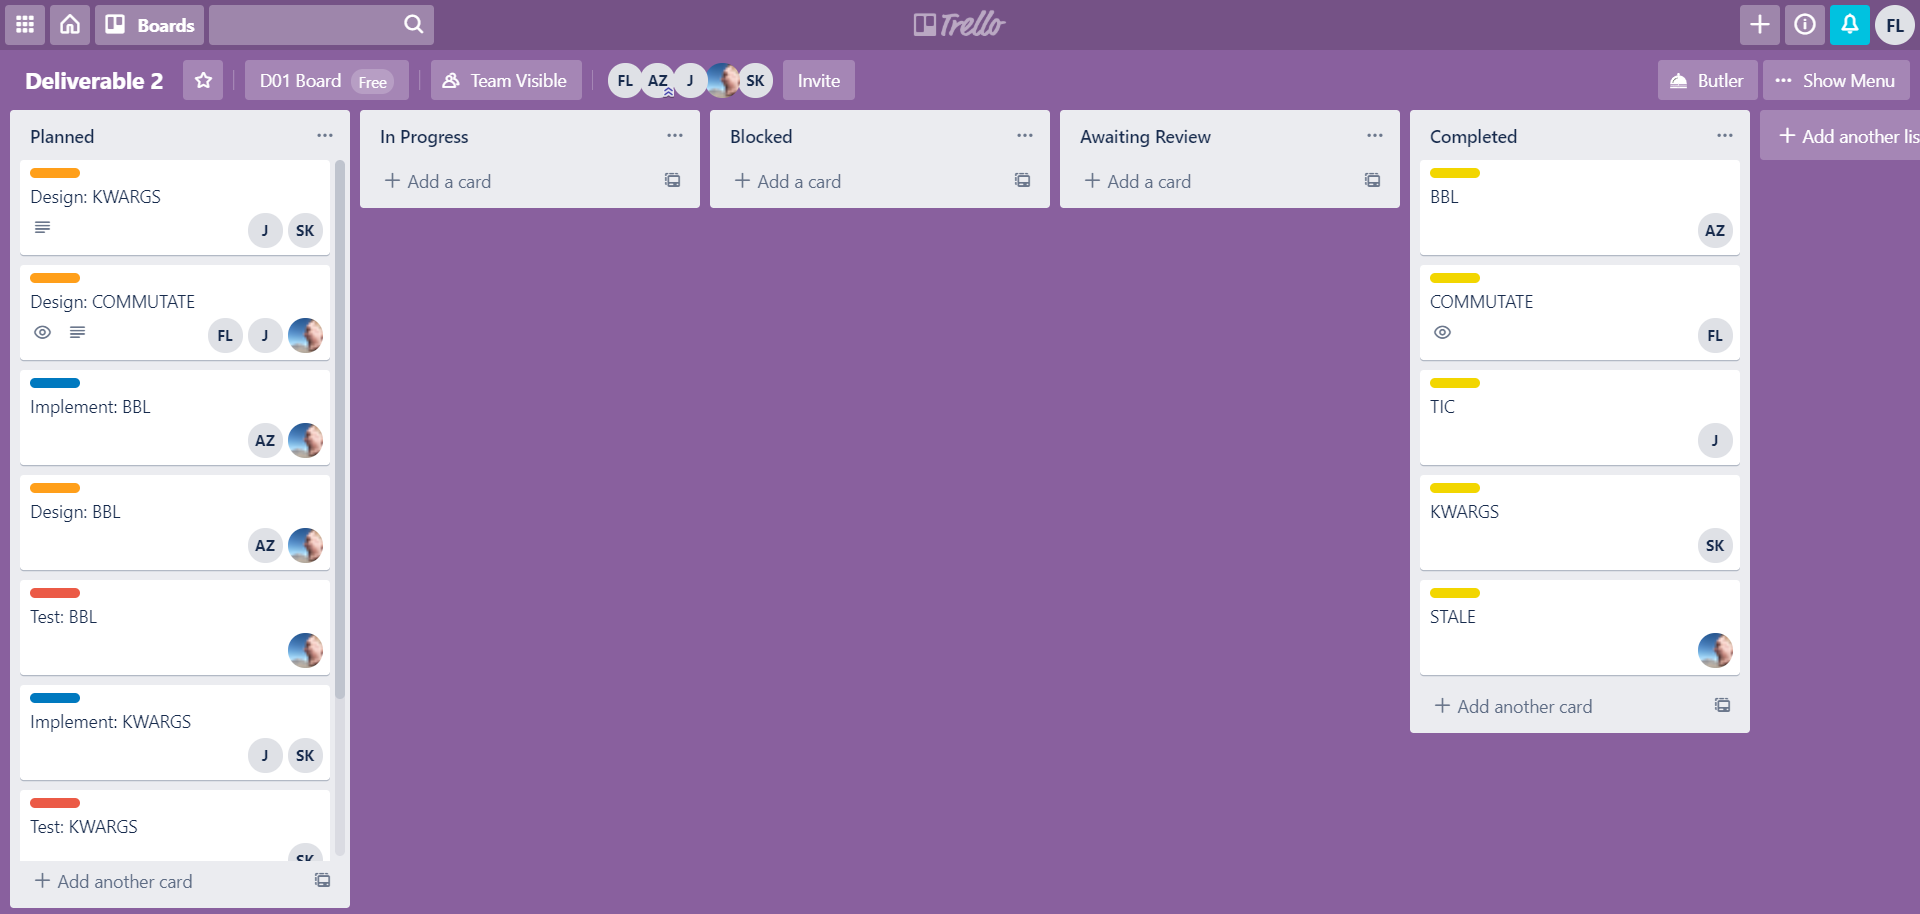 Boards
Trello
FL
Deliverable 2
D01 Board Free
Team Visible
FL AZ J SK
Invite
Butler
Show Menu
Planned
Design: KWARGS
J SK
Design: COMMUTATE
FL J
Implement: BBL
AZ
Design: BBL
AZ
Test: BBL
Implement: KWARGS
J SK
Test: KWARGS
SK
Add another card
In Progress
Add a card
Blocked
Add a card
Awaiting Review
Add a card
Completed
BBL
AZ
COMMUTATE
FL
TIC
J
KWARGS
SK
STALE
Add another card
Add another lis